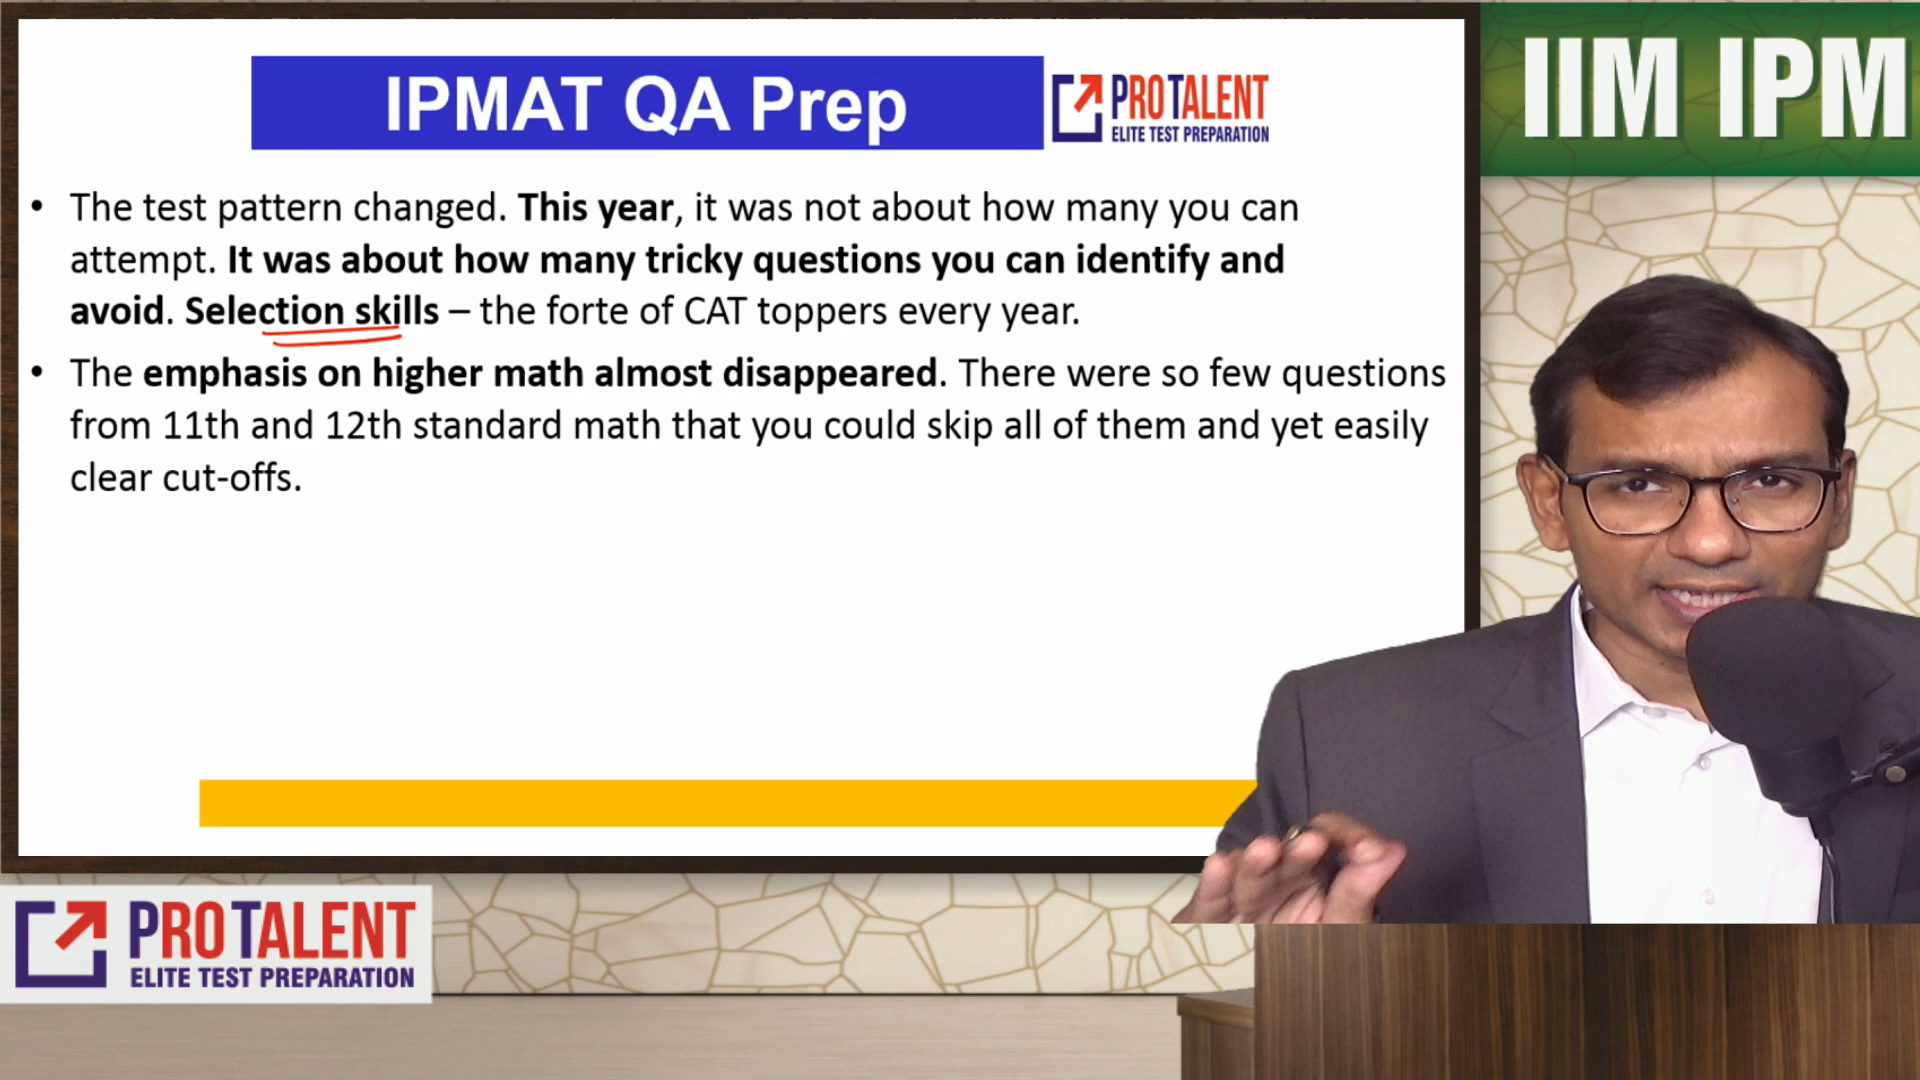 IPMAT QA Prep
PROTALENT
ELITE TEST PREPARATION
IIM IPM
• The test pattern changed. This year, it was not about how many you can
attempt. It was about how many tricky questions you can identify and
avoid. Selection skills – the forte of CAT toppers every year.
• The emphasis on higher math almost disappeared. There were so few questions
from 11th and 12th standard math that you could skip all of them and yet easily
clear cut-offs.
PROTALENT
ELITE TEST PREPARATION